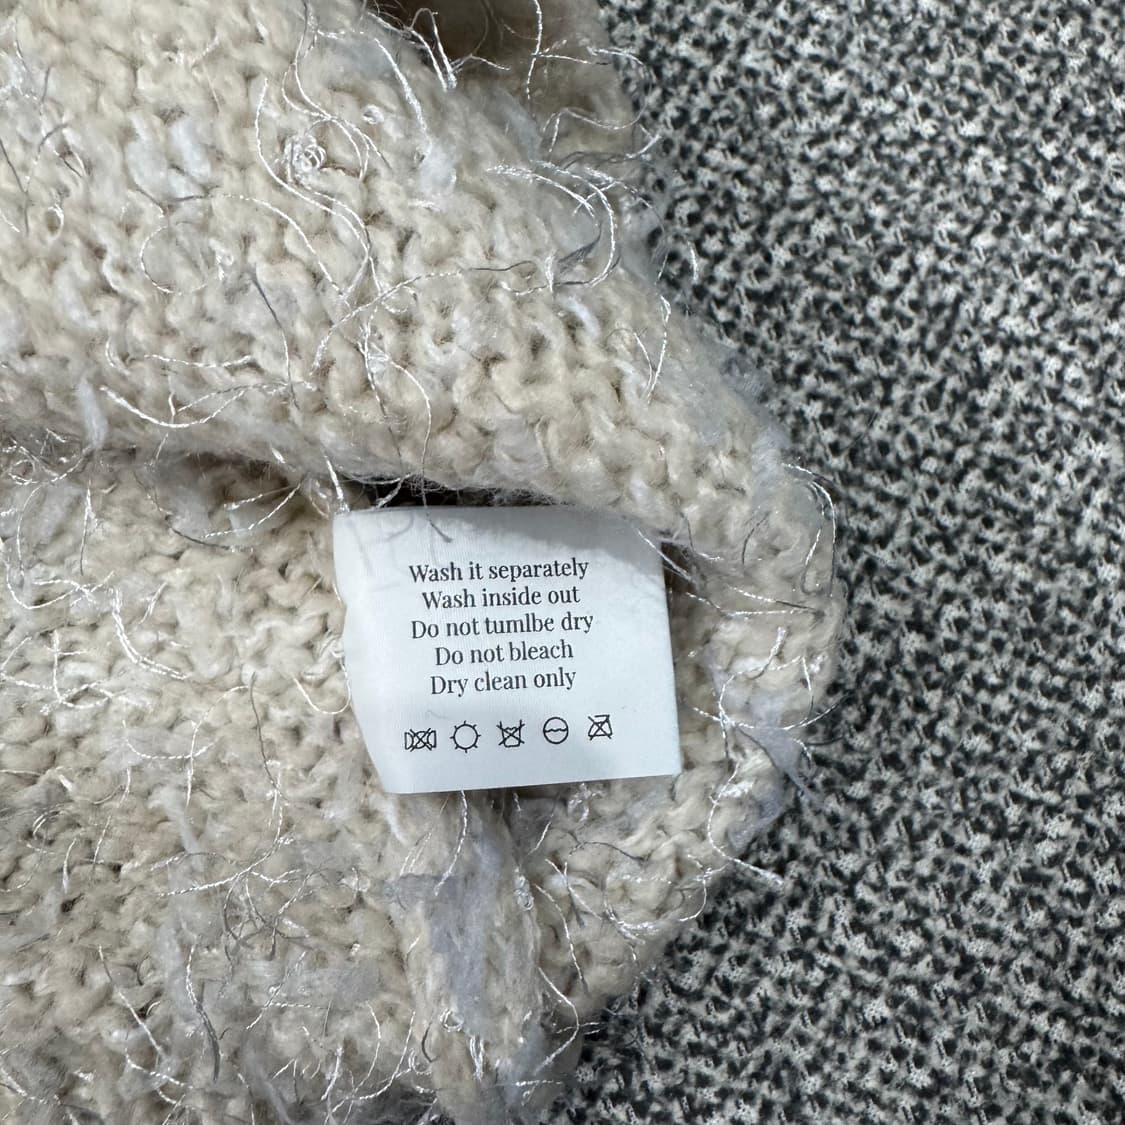 Wash it separately
Wash inside out
Do not tumlbe dry
Do not bleach
Dry clean only